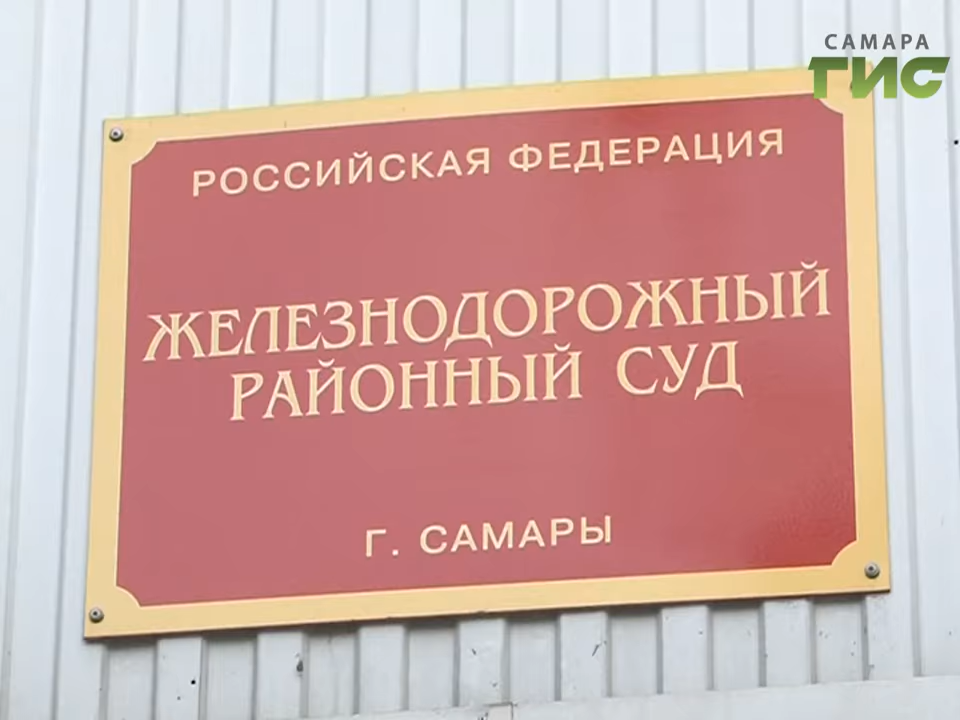 САМАРА
ГИС
РОССИЙСКАЯ ФЕДЕРАЦИЯ
ЖЕЛЕЗНОДОРОЖНЫЙ
РАЙОННЫЙ СУД
Г. САМАРЫ